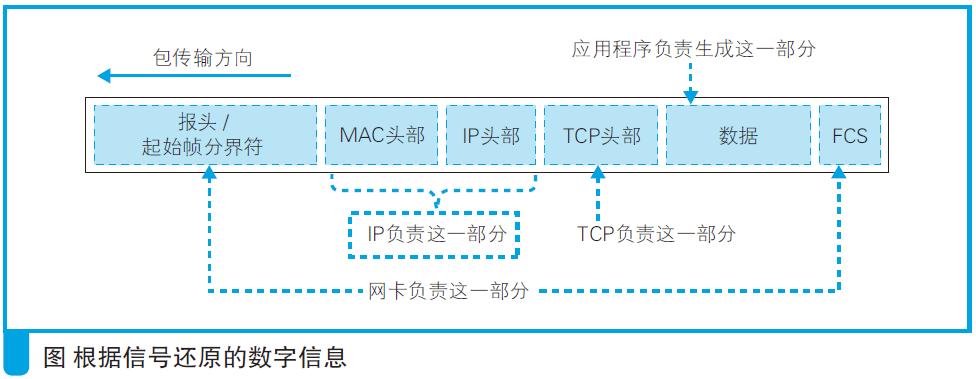 应用程序负责生成这一部分
包传输方向
报头 /
起始帧分界符
MAC头部
IP头部
TCP头部
数据
FCS
IP负责这一部分
TCP负责这一部分
网卡负责这一部分
图 根据信号还原的数字信息